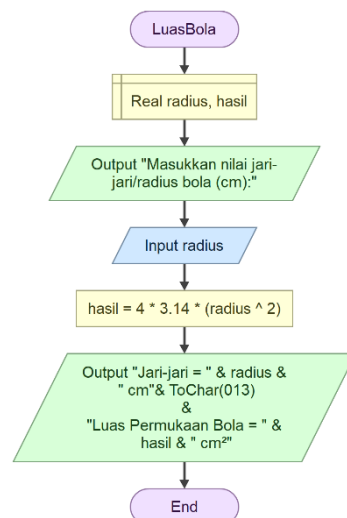 LuasBola
Real radius, hasil
Output "Masukkan nilai jari-
jari/radius bola (cm):"
Input radius
hasil = 4 * 3.14 * (radius ^ 2)
Output "Jari-jari = " & radius &
" cm"& ToChar(013)
&
"Luas Permukaan Bola = " &
hasil & " cm²"
End